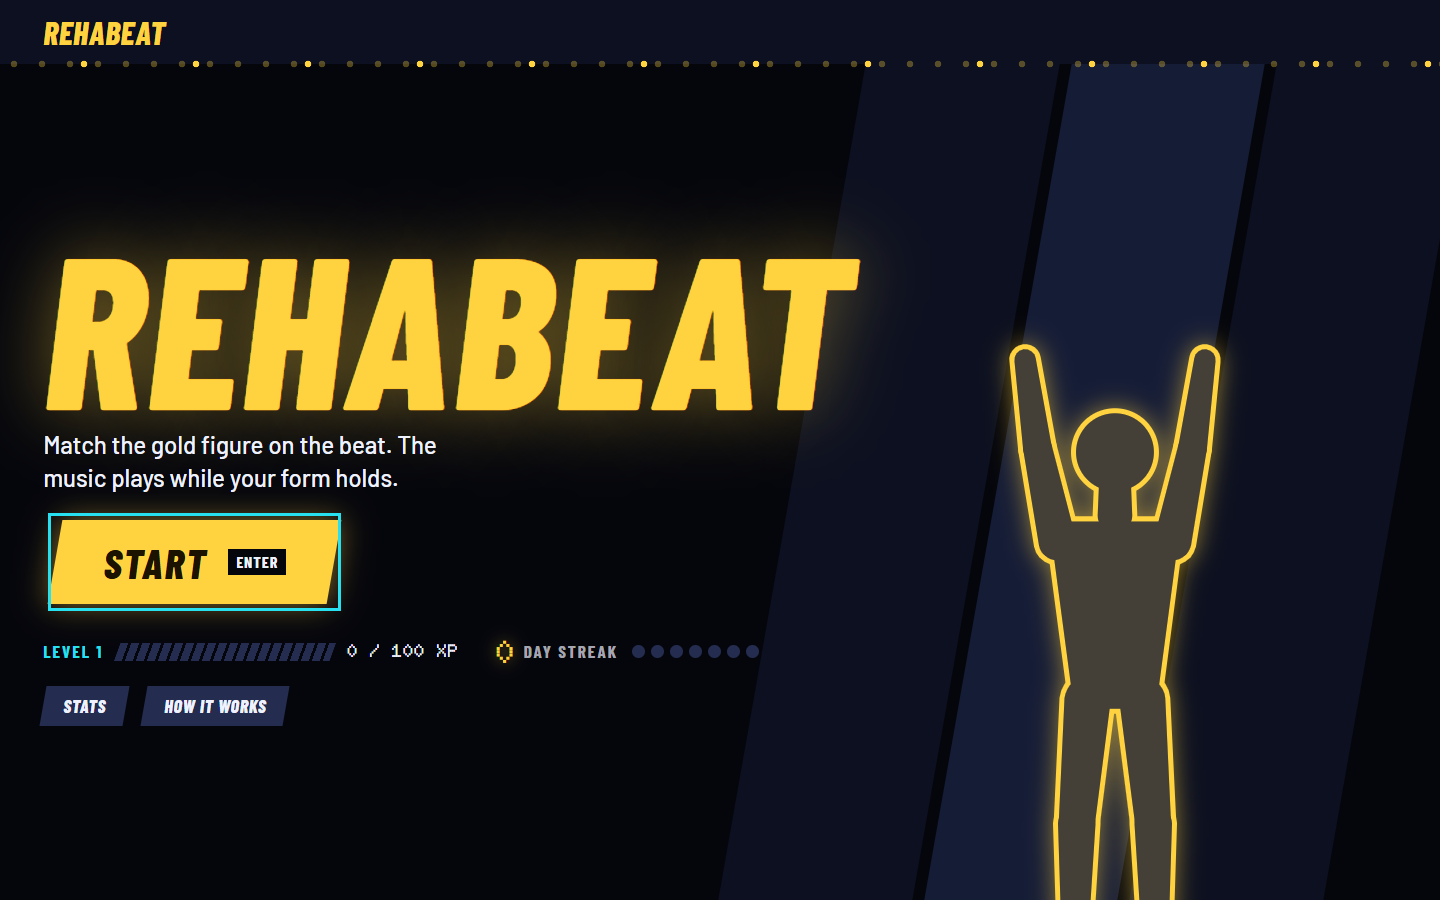 REHABEAT
REHABEAT
Match the gold figure on the beat. The
music plays while your form holds.
START ENTER
LEVEL 1 0 / 100 XP 0 DAY STREAK
STATS HOW IT WORKS